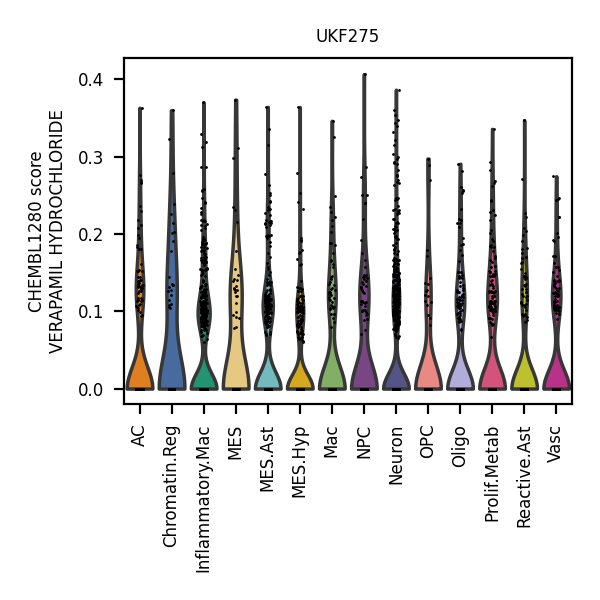 UKF275
CHEMBL1280 score
VERAPAMIL HYDROCHLORIDE
0.4
0.3
0.2
0.1
0.0
AC
Chromatin.Reg
Inflammatory.Mac
MES
MES.Ast
MES.Hyp
Mac
NPC
Neuron
OPC
Oligo
Prolif.Metab
Reactive.Ast
Vasc